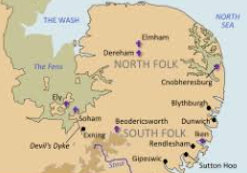 THE WASH
NORTH
SEA
Elmham
Dereham
The Fens
NORTH FOLK
Cnobheresburg
Ely
Blythburgh
Soham
Beodericsworth
Dunwich
Exning
SOUTH FOLK
Iken
Devil's Dyke
Rendlesham
Stour
Gipeswic
Sutton Hoo